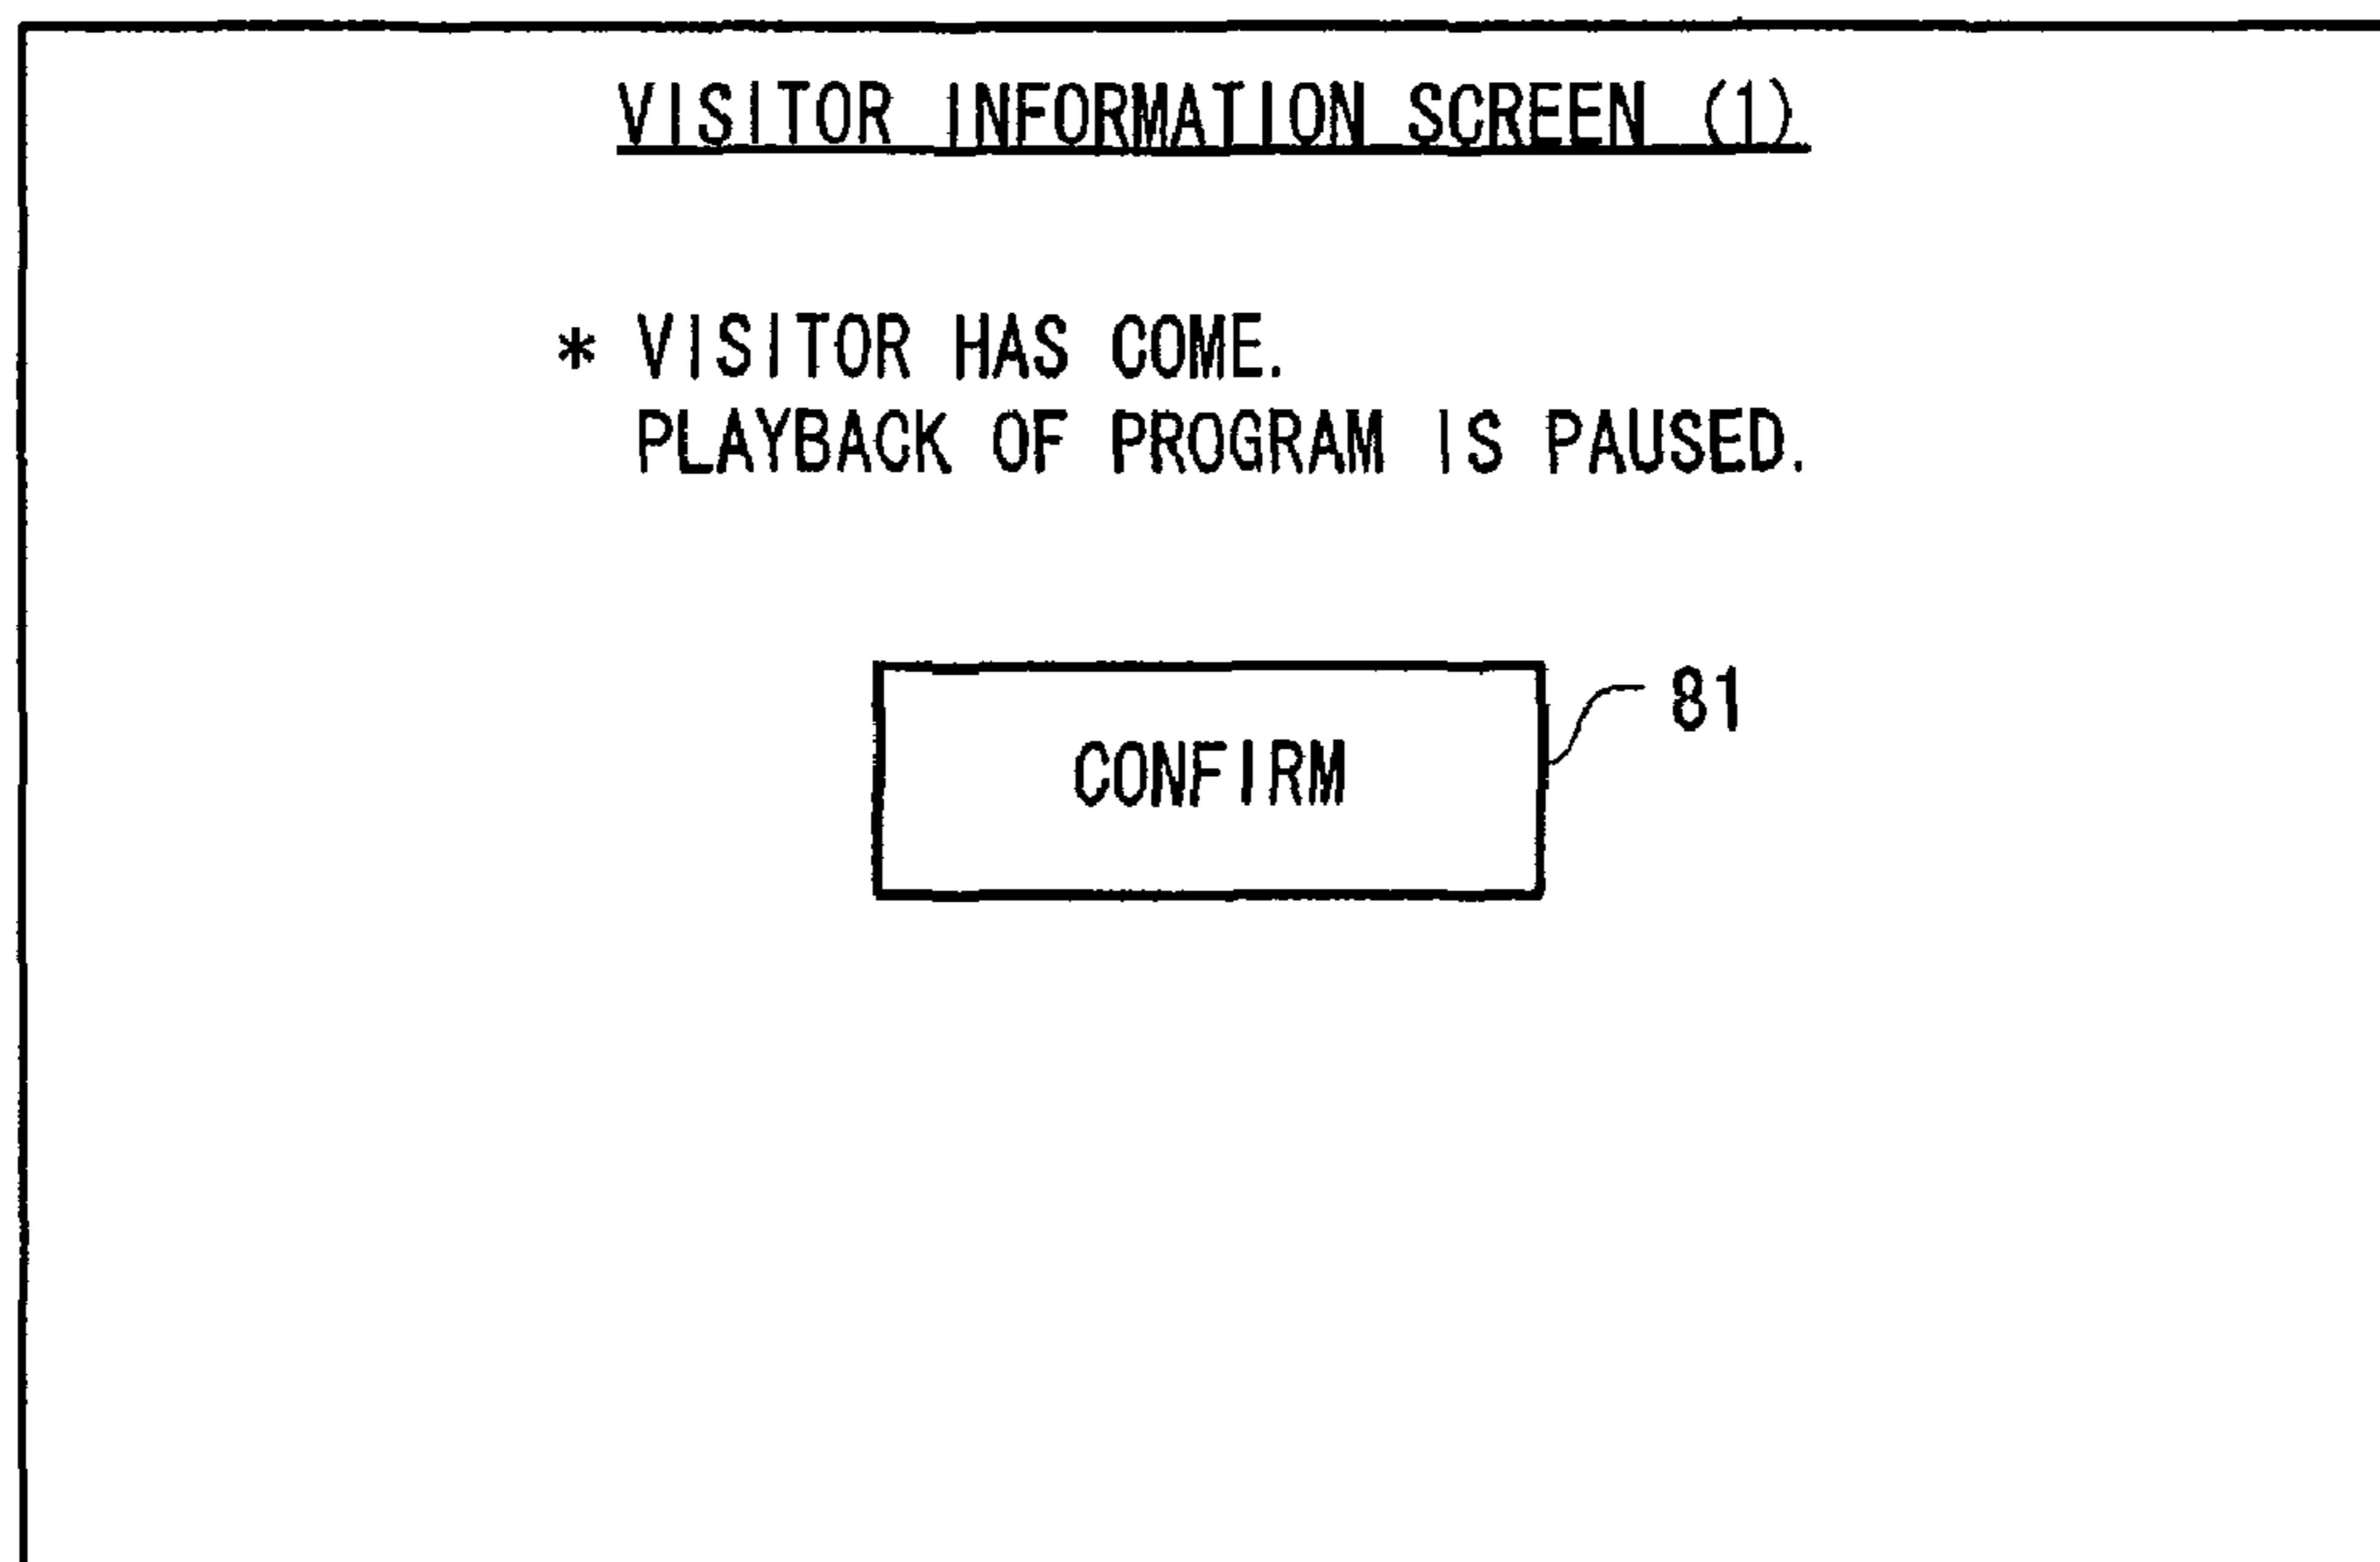 VISITOR INFORMATION SCREEN (1)
* VISITOR HAS COME.
PLAYBACK OF PROGRAM IS PAUSED.
81
CONFIRM